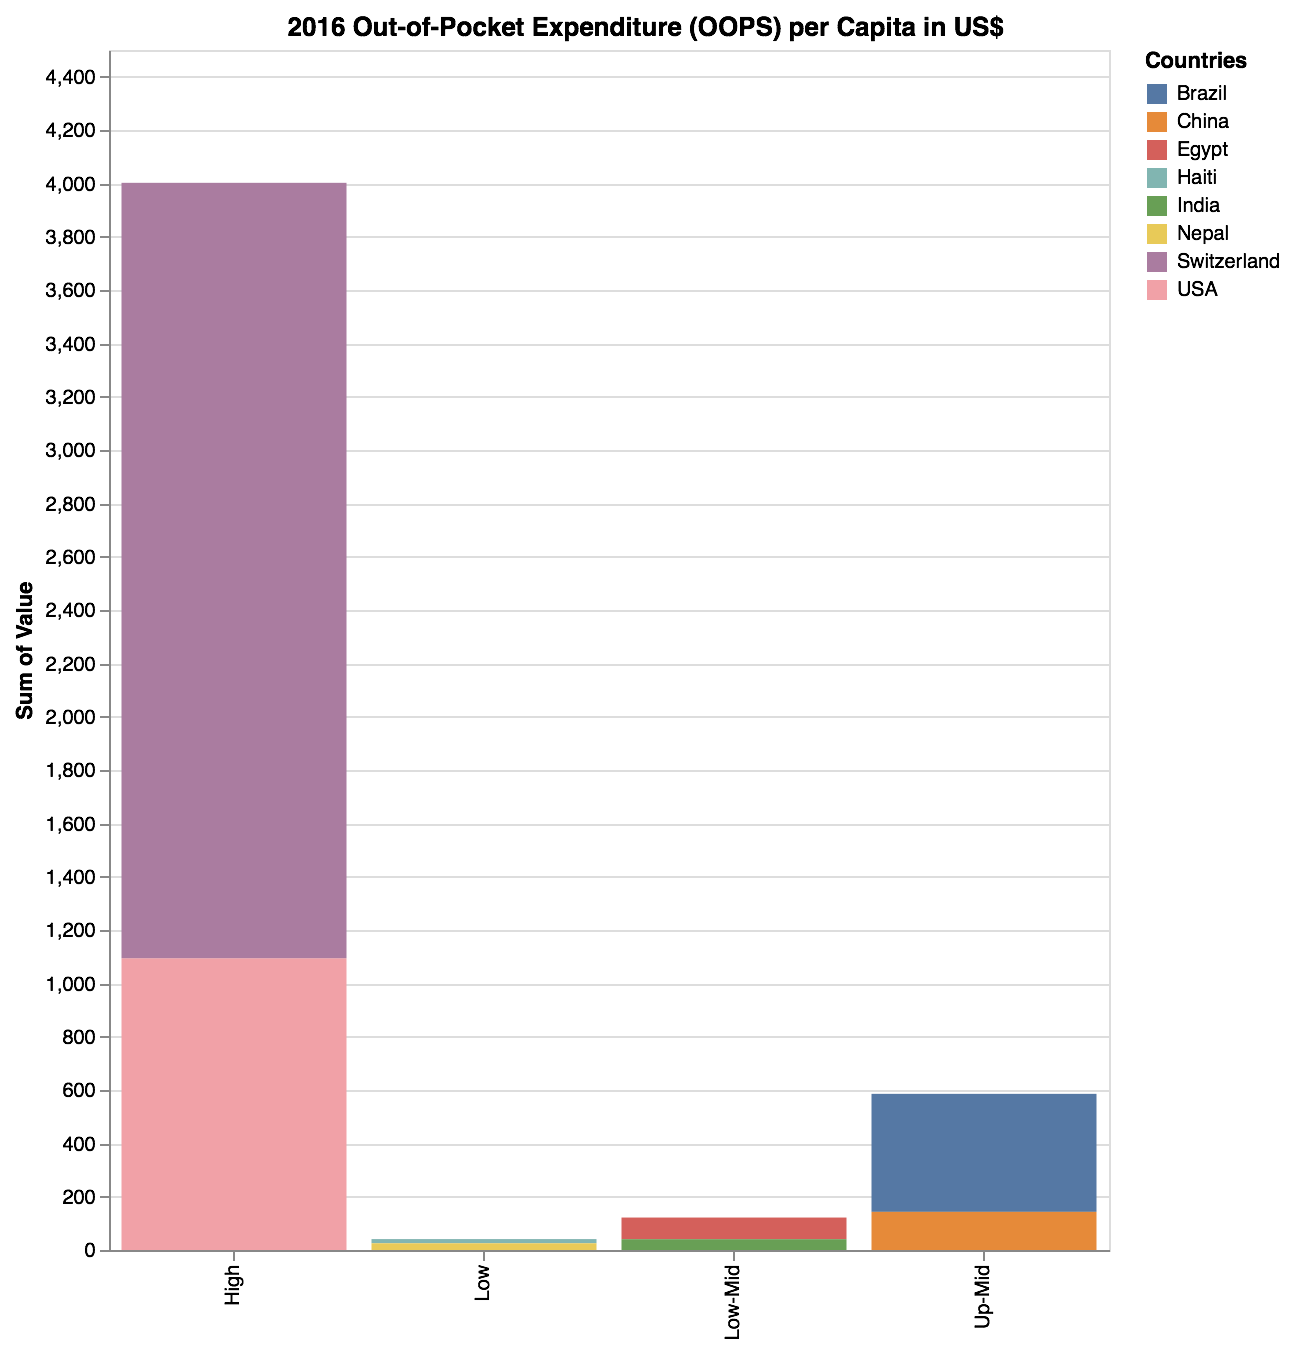 2016 Out-of-Pocket Expenditure (OOPS) per Capita in US$
Sum of Value
4,400
4,200
4,000
3,800
3,600
3,400
3,200
3,000
2,800
2,600
2,400
2,200
2,000
1,800
1,600
1,400
1,200
1,000
800
600
400
200
0
High
Low
Low-Mid
Up-Mid
Countries
Brazil
China
Egypt
Haiti
India
Nepal
Switzerland
USA